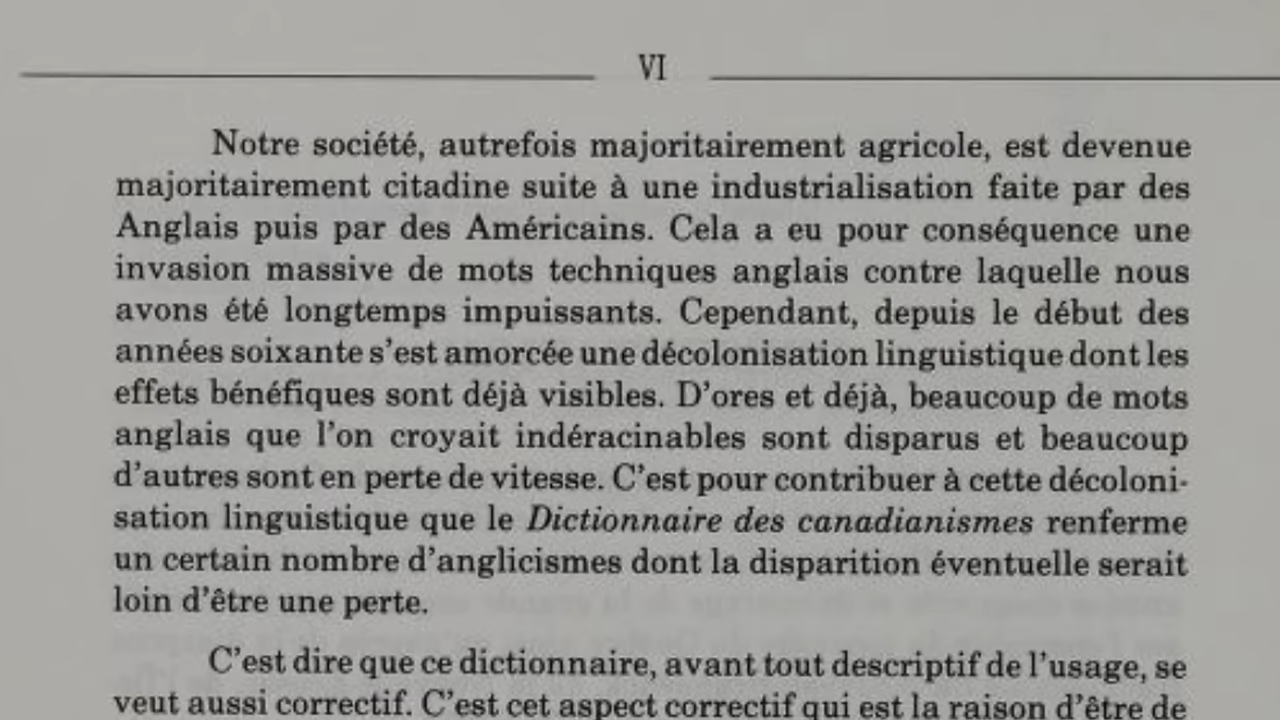 VI
Notre société, autrefois majoritairement agricole, est devenue
majoritairement citadine suite à une industrialisation faite par des
Anglais puis par des Américains. Cela a eu pour conséquence une
invasion massive de mots techniques anglais contre laquelle nous
avons été longtemps impuissants. Cependant, depuis le début des
années soixante s'est amorcée une décolonisation linguistique dont les
effets bénéfiques sont déjà visibles. D'ores et déjà, beaucoup de mots
anglais que l'on croyait indéracinables sont disparus et beaucoup
d'autres sont en perte de vitesse. C'est pour contribuer à cette décoloni-
sation linguistique que le Dictionnaire des canadianismes renferme
un certain nombre d'anglicismes dont la disparition éventuelle serait
loin d'être une perte.
C'est dire que ce dictionnaire, avant tout descriptif de l'usage, se
veut aussi correctif. C'est cet aspect correctif qui est la raison d'être de